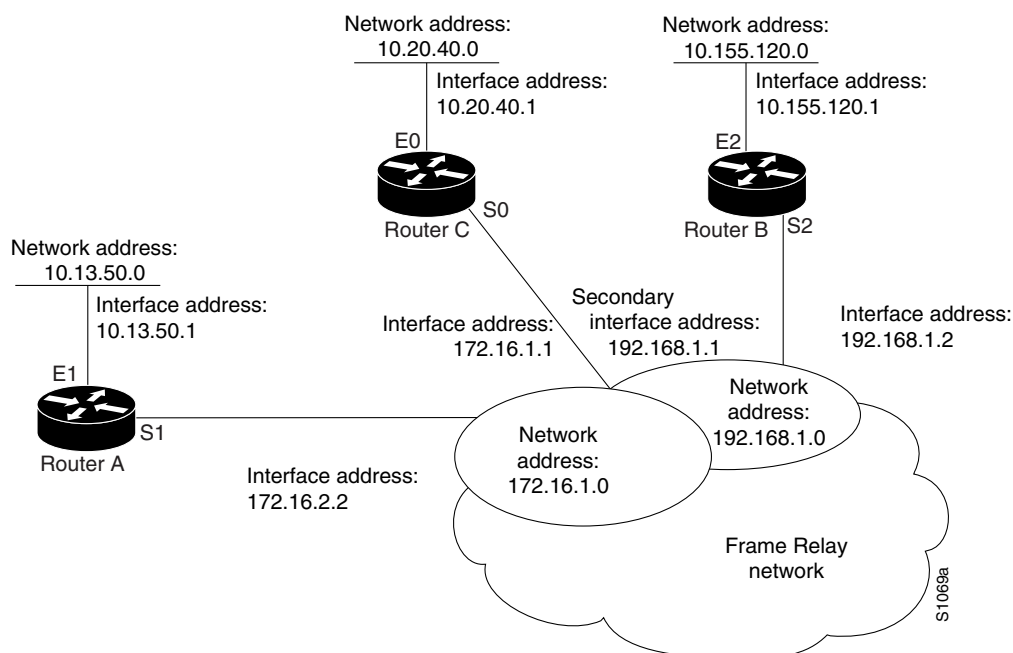 Network address:
10.20.40.0
Interface address:
10.20.40.1
E0
S0
Router C
Network address:
10.155.120.0
Interface address:
10.155.120.1
E2
S2
Router B
Network address:
10.13.50.0
Interface address:
10.13.50.1
E1
S1
Router A
Interface address:
172.16.1.1
Secondary
interface address:
192.168.1.1
Interface address:
192.168.1.2
Network
address:
192.168.1.0
Network
address:
172.16.1.0
Interface address:
172.16.2.2
Frame Relay
network
S1069a